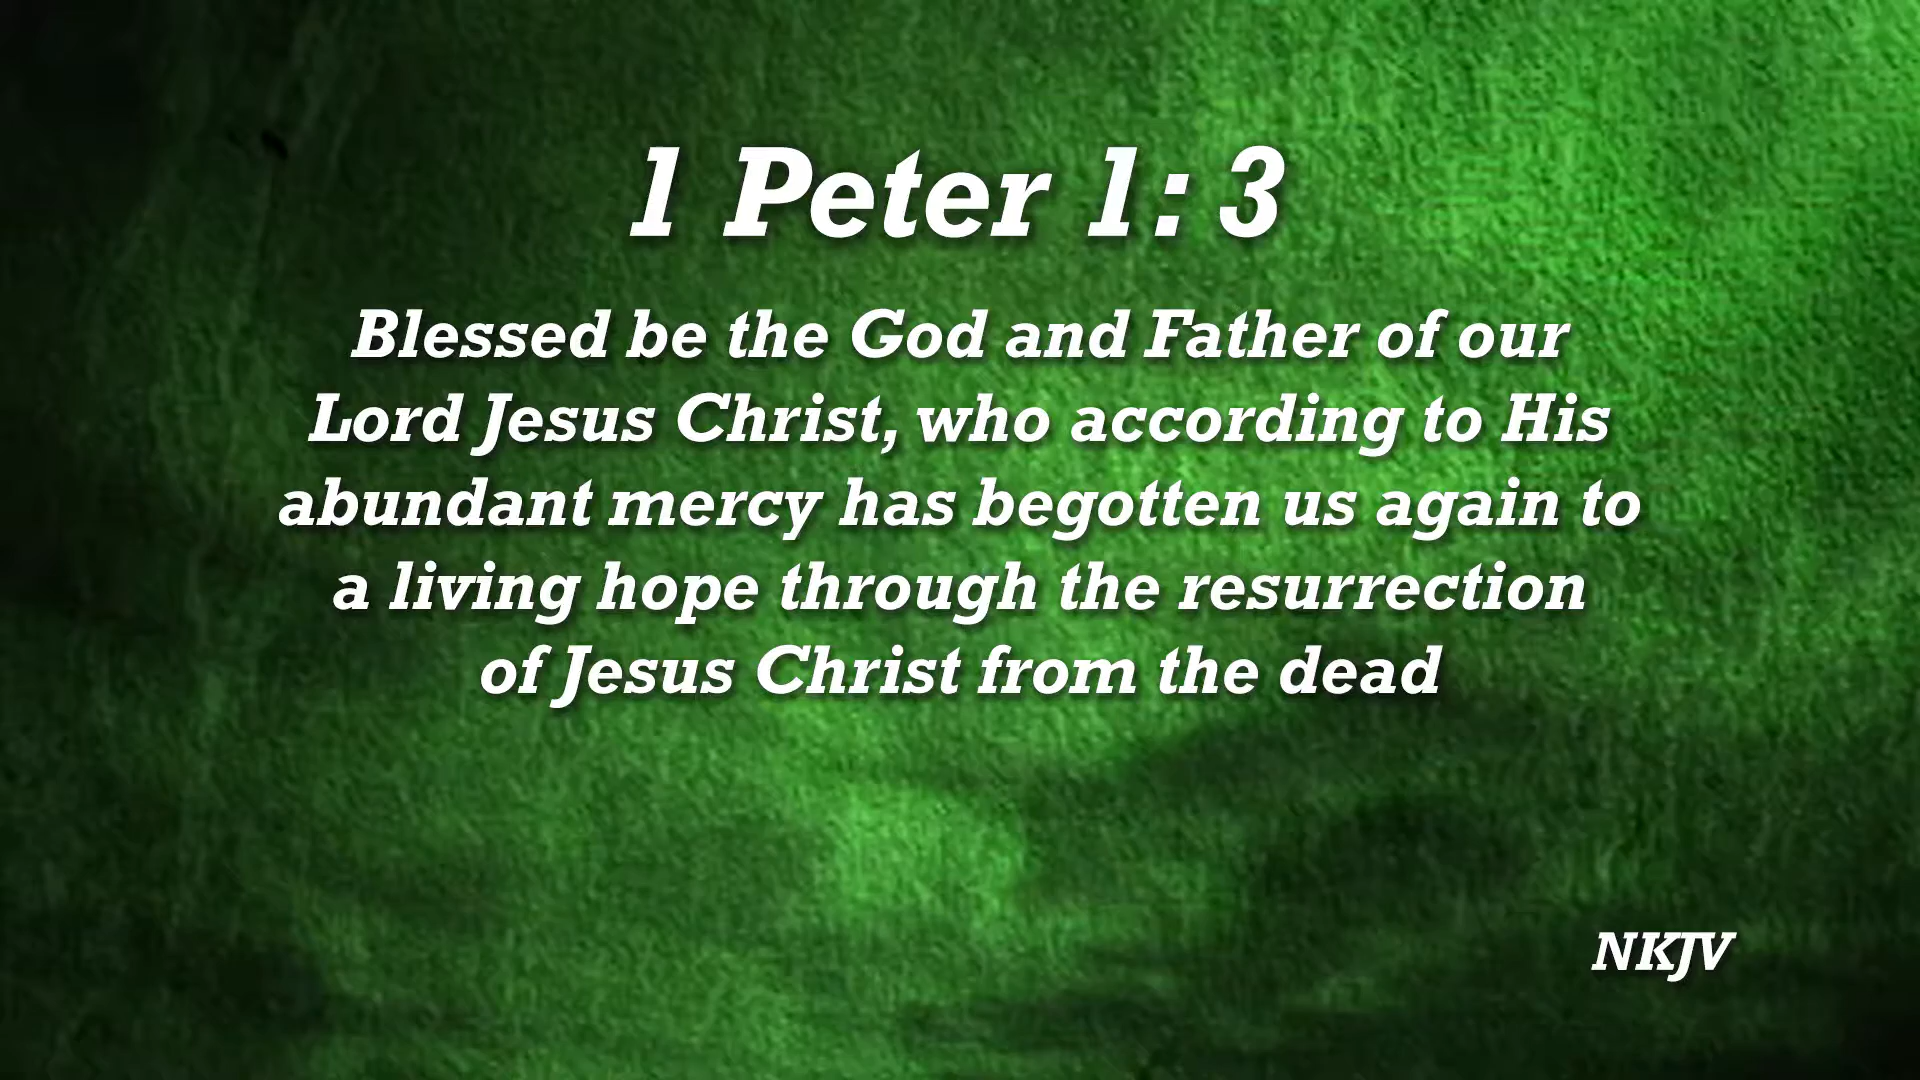 1 Peter 1: 3
Blessed be the God and Father of our
Lord Jesus Christ, who according to His
abundant mercy has begotten us again to
a living hope through the resurrection
of Jesus Christ from the dead
NKJV